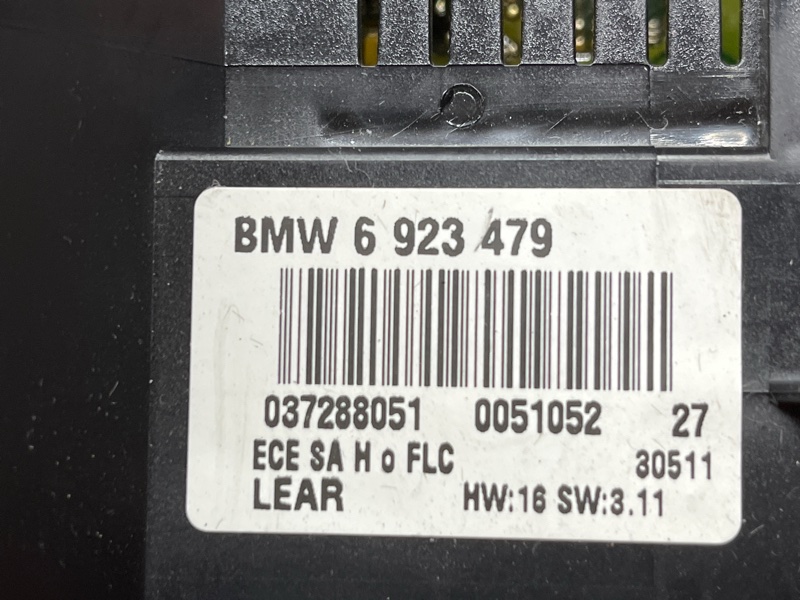 BMW 6 923 479
037288051 0051052 27
ECE SA H o FLC 30511
LEAR HW:16 SW:3.11